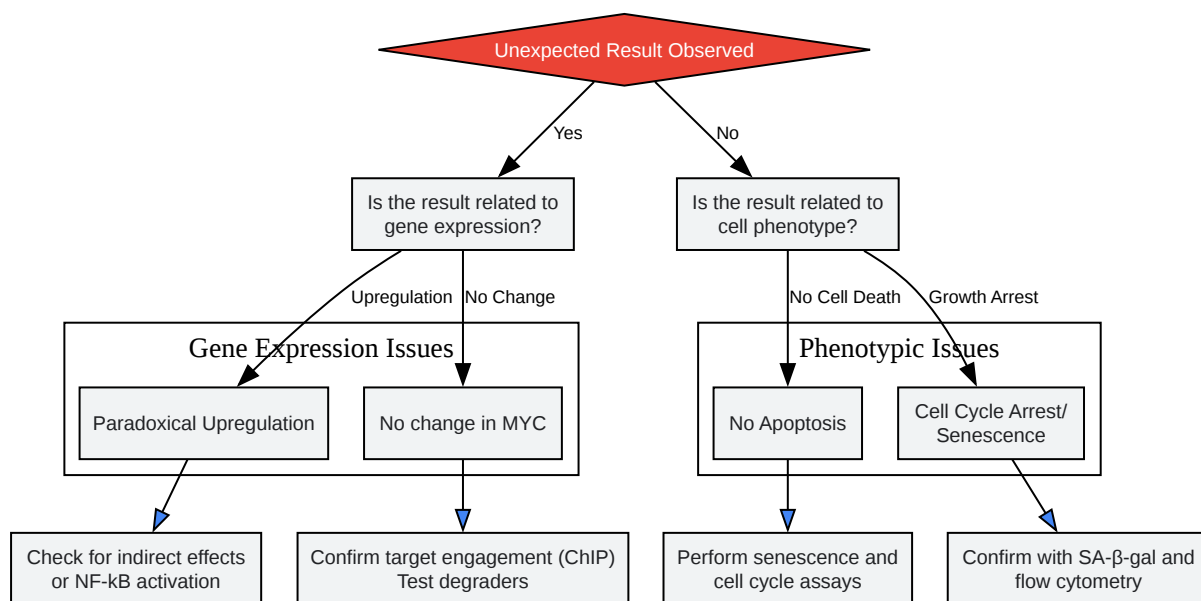 Unexpected Result Observed
Yes
No
Is the result related to
gene expression?
Is the result related to
cell phenotype?
Upregulation
No Change
No Cell Death
Growth Arrest
Gene Expression Issues
Phenotypic Issues
Paradoxical Upregulation
No change in MYC
No Apoptosis
Cell Cycle Arrest/
Senescence
Check for indirect effects
or NF-kB activation
Confirm target engagement (ChIP)
Test degraders
Perform senescence and
cell cycle assays
Confirm with SA-β-gal and
flow cytometry